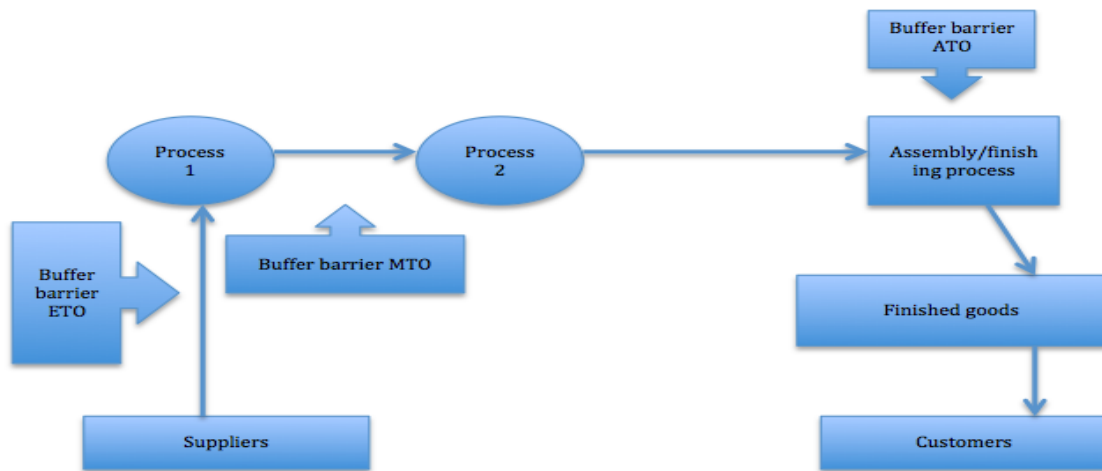 Buffer barrier
ATO
Process
1
Process
2
Assembly/finish
ing process
Buffer
barrier
ETO
Buffer barrier MTO
Finished goods
Suppliers
Customers